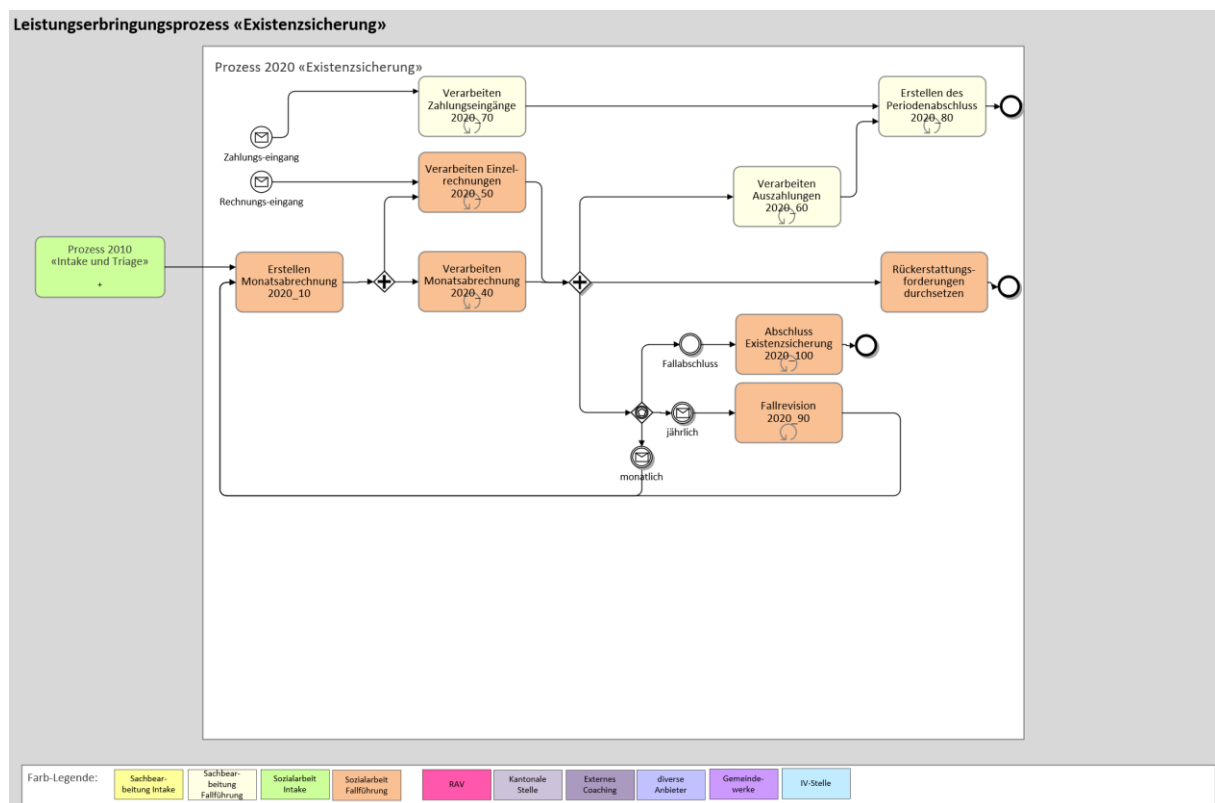 Leistungserbringungsprozess «Existenzsicherung»
Prozess 2020 «Existenzsicherung»
Verarbeiten
Zahlungseingänge
2020_70
Erstellen des
Periodenabschluss
2020_80
Zahlungs-eingang
Verarbeiten Einzel-
rechnungen
2020_50
Rechnungs-eingang
Verarbeiten
Auszahlungen
2020_60
Prozess 2010
«Intake und Triage»
+
Erstellen
Monatsabrechnung
2020_10
Verarbeiten
Monatsabrechnung
2020_40
Rückerstattungs-
forderungen
durchsetzen
Fallabschluss
Abschluss
Existenzsicherung
2020_100
jährlich
Fallrevision
2020_90
monatlich
Farb-Legende:
Sachbear-
beitung Intake
Sachbear-
beitung
Fallführung
Sozialarbeit
Intake
Sozialarbeit
Fallführung
RAV
Kantonale
Stelle
Externes
Coaching
diverse
Anbieter
Gemeinde-
werke
IV-Stelle